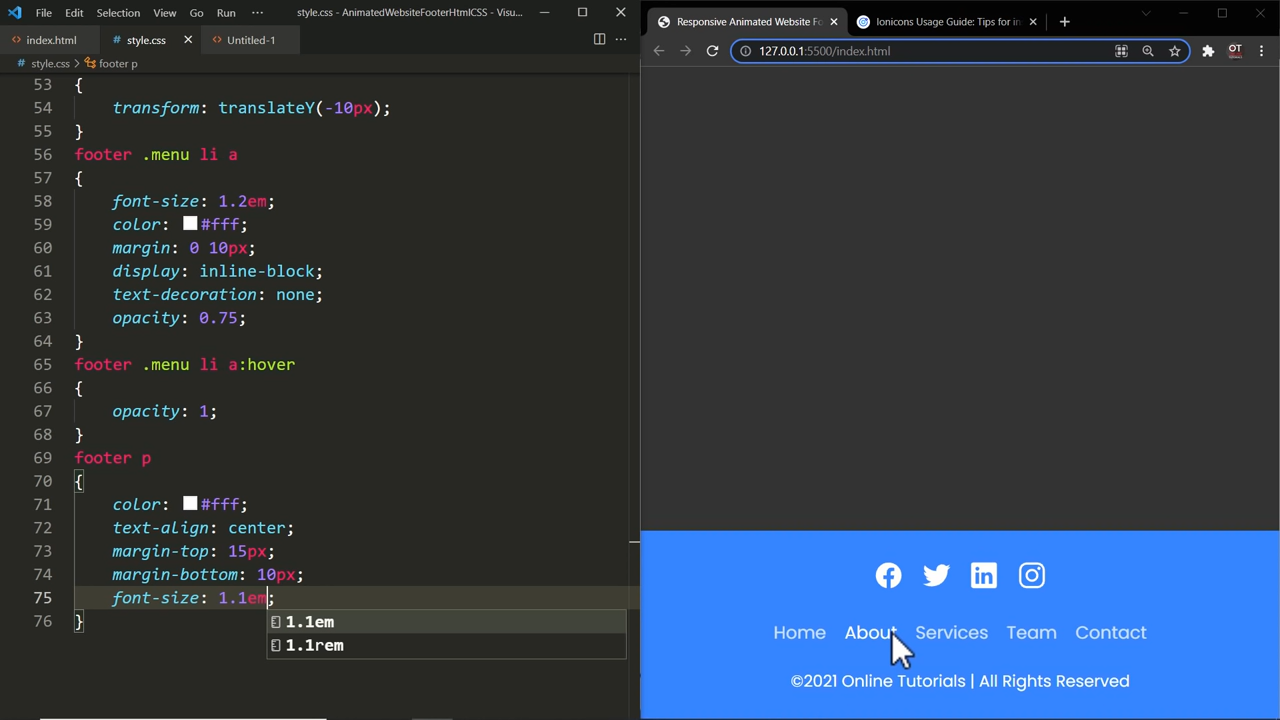 File Edit Selection View Go Run ··· style.css - AnimatedWebsiteFooterHtmlCSS - Visu...
index.html style.css Untitled-1 ···
style.css > footer p
53 {
54 transform: translateY(-10px);
55 }
56 footer .menu li a
57 {
58 font-size: 1.2em;
59 color: #fff;
60 margin: 0 10px;
61 display: inline-block;
62 text-decoration: none;
63 opacity: 0.75;
64 }
65 footer .menu li a:hover
66 {
67 opacity: 1;
68 }
69 footer p
70 {
71 color: #fff;
72 text-align: center;
73 margin-top: 15px;
74 margin-bottom: 10px;
75 font-size: 1.1em;
76 }
1.1em
1.1rem
Responsive Animated Website Fo
Ionicons Usage Guide: Tips for in
127.0.0.1:5500/index.html
OT
Home About Services Team Contact
©2021 Online Tutorials | All Rights Reserved